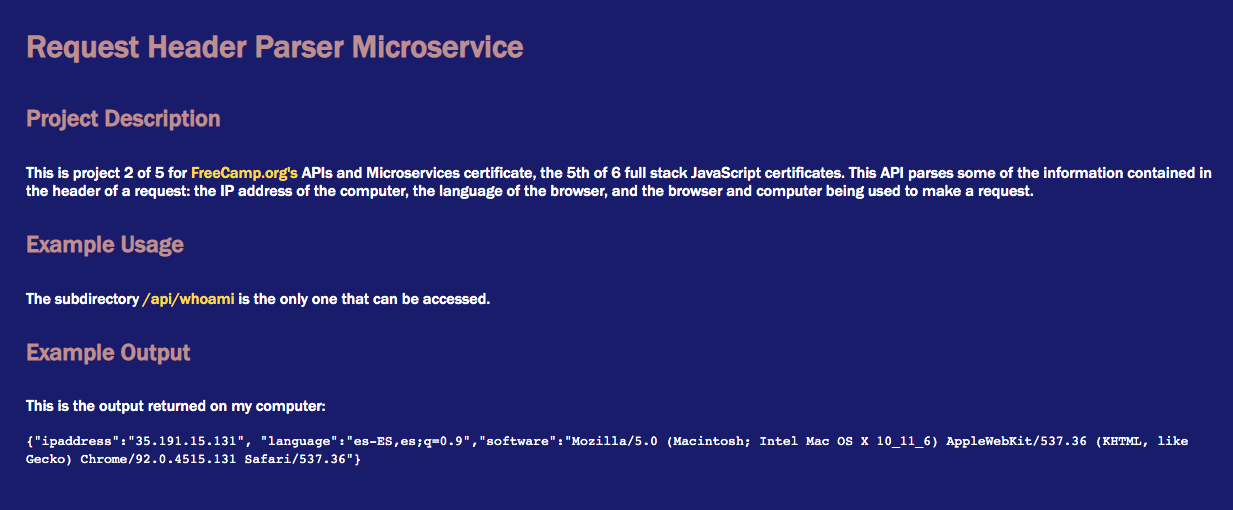 Request Header Parser Microservice
Project Description
This is project 2 of 5 for FreeCamp.org's APIs and Microservices certificate, the 5th of 6 full stack JavaScript certificates. This API parses some of the information contained in
the header of a request: the IP address of the computer, the language of the browser, and the browser and computer being used to make a request.
Example Usage
The subdirectory /api/whoami is the only one that can be accessed.
Example Output
This is the output returned on my computer:
{"ipaddress":"35.191.15.131", "language":"es-ES,es;q=0.9","software":"Mozilla/5.0 (Macintosh; Intel Mac OS X 10_11_6) AppleWebKit/537.36 (KHTML, like
Gecko) Chrome/92.0.4515.131 Safari/537.36"}